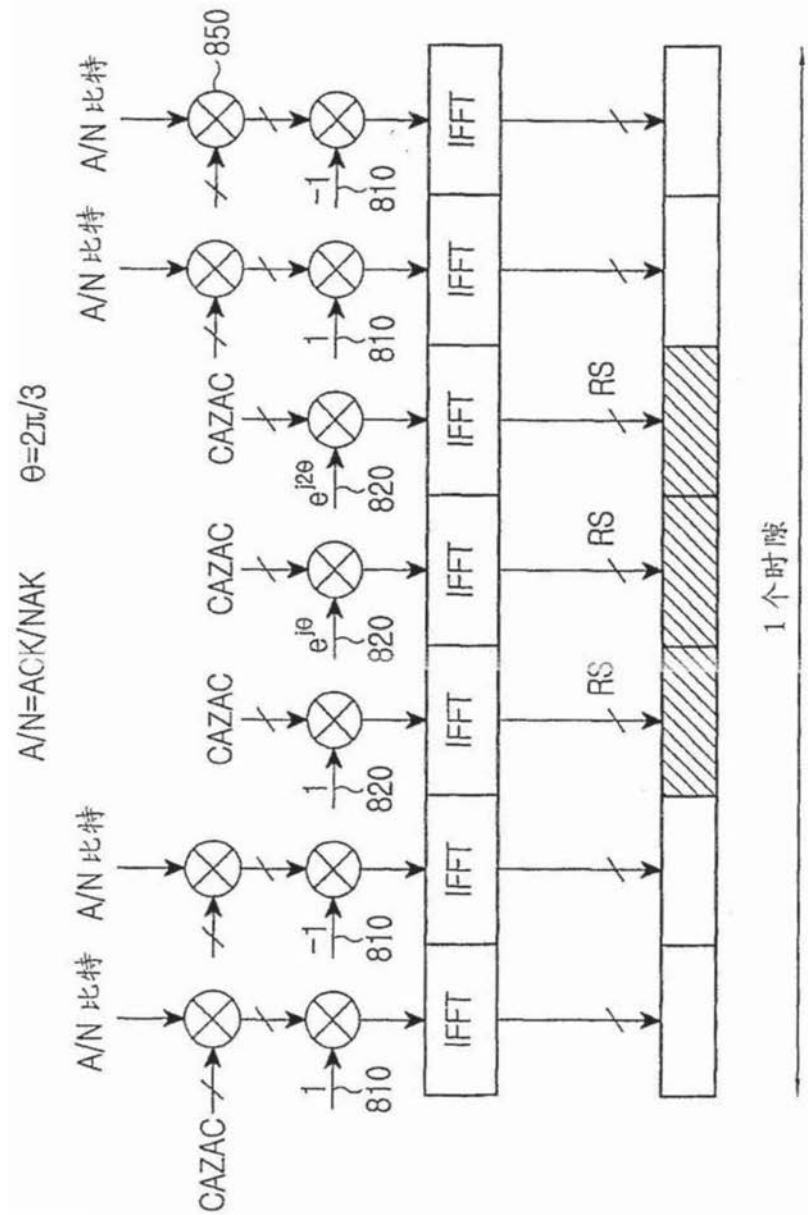 A/N=ACK/NAK θ=2π/3
A/N 比特 A/N 比特 A/N 比特 A/N 比特
CAZAC CAZAC CAZAC CAZAC 850
1 -1 1 e^{jθ} e^{j2θ} 1 -1
810 810 820 820 820 810 810
IFFT IFFT IFFT IFFT IFFT IFFT IFFT
RS RS RS
1 个时隙